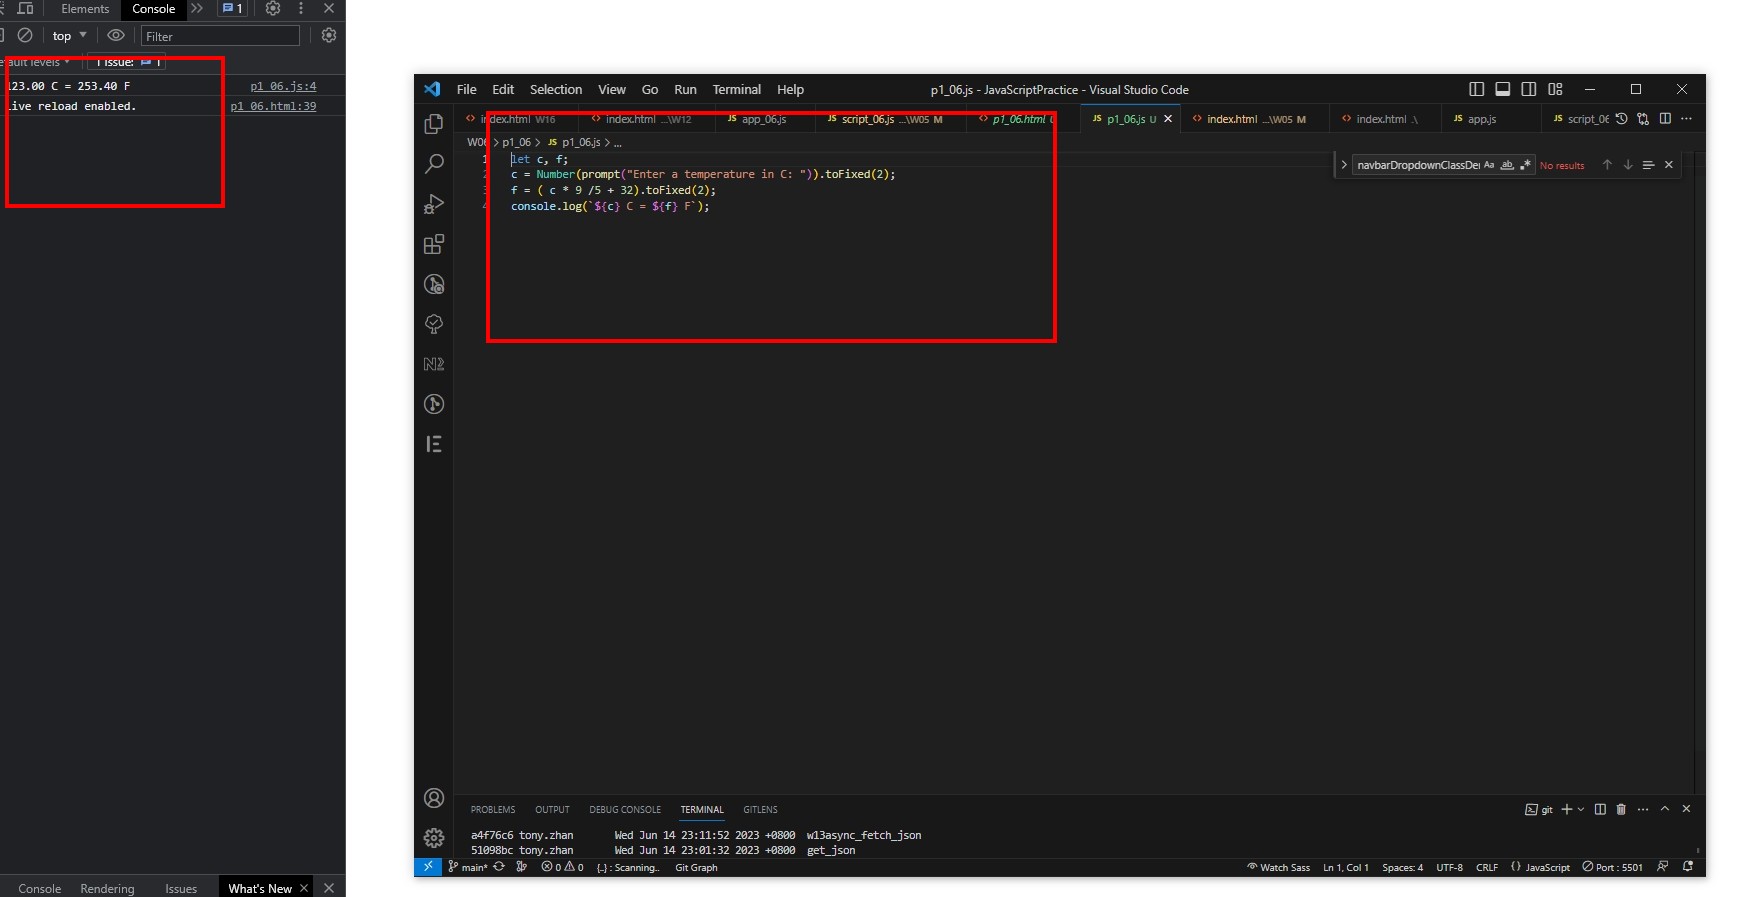 Elements Console 1
top Filter
fault levels 1 Issue: 1
123.00 C = 253.40 F p1_06.js:4
Live reload enabled. p1_06.html:39
Console Rendering Issues What's New
File Edit Selection View Go Run Terminal Help p1_06.js - JavaScriptPractice - Visual Studio Code
index.html W16 index.html ...\W12 JS app_06.js JS script_06.js ...\W05 M p1_06.html U JS p1_06.js U index.html ...\W05 M index.html .\ JS app.js JS script_06
W06 > p1_06 > JS p1_06.js > ...
navbarDropdownClassDe Aa ab .* No results
1 let c, f;
2 c = Number(prompt("Enter a temperature in C: ")).toFixed(2);
3 f = ( c * 9 /5 + 32).toFixed(2);
4 console.log(`${c} C = ${f} F`);
PROBLEMS OUTPUT DEBUG CONSOLE TERMINAL GITLENS git
a4f76c6 tony.zhan Wed Jun 14 23:11:52 2023 +0800 w13async_fetch_json
51098bc tony.zhan Wed Jun 14 23:01:32 2023 +0800 get_json
main* 0 0 {..} : Scanning.. Git Graph Watch Sass Ln 1, Col 1 Spaces: 4 UTF-8 CRLF {} JavaScript Port : 5501